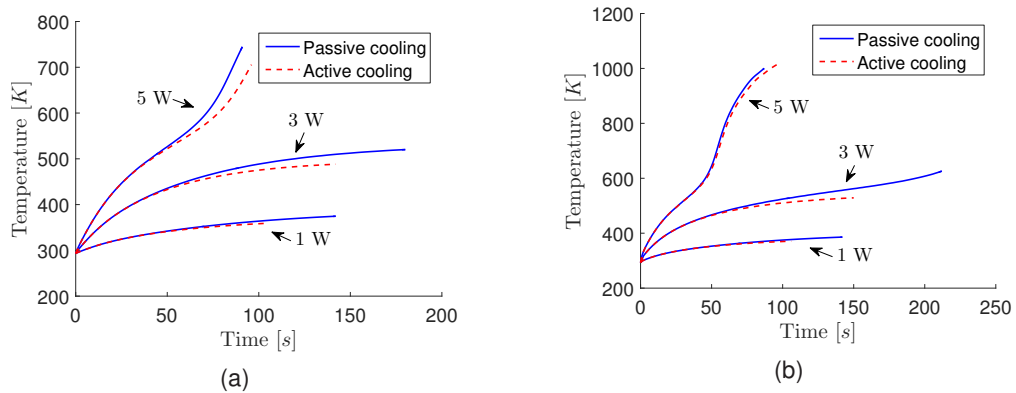 800
700
600
500
400
300
200
0
50
100
150
200
Temperature [K]
Time [s]
Passive cooling
Active cooling
5 W
3 W
1 W
(a)
1200
1000
800
600
400
200
0
50
100
150
200
250
Temperature [K]
Time [s]
Passive cooling
Active cooling
5 W
3 W
1 W
(b)